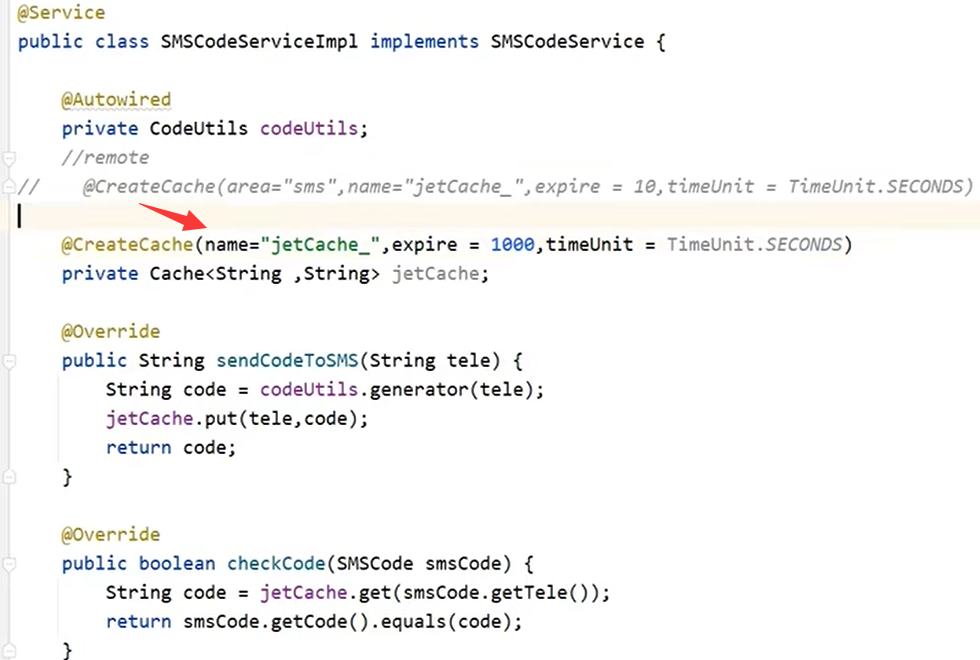 @Service
public class SMSCodeServiceImpl implements SMSCodeService {
@Autowired
private CodeUtils codeUtils;
//remote
//    @CreateCache(area="sms",name="jetCache_",expire = 10,timeUnit = TimeUnit.SECONDS)
@CreateCache(name="jetCache_",expire = 1000,timeUnit = TimeUnit.SECONDS)
private Cache<String ,String> jetCache;
@Override
public String sendCodeToSMS(String tele) {
String code = codeUtils.generator(tele);
jetCache.put(tele,code);
return code;
}
@Override
public boolean checkCode(SMSCode smsCode) {
String code = jetCache.get(smsCode.getTele());
return smsCode.getCode().equals(code);
}